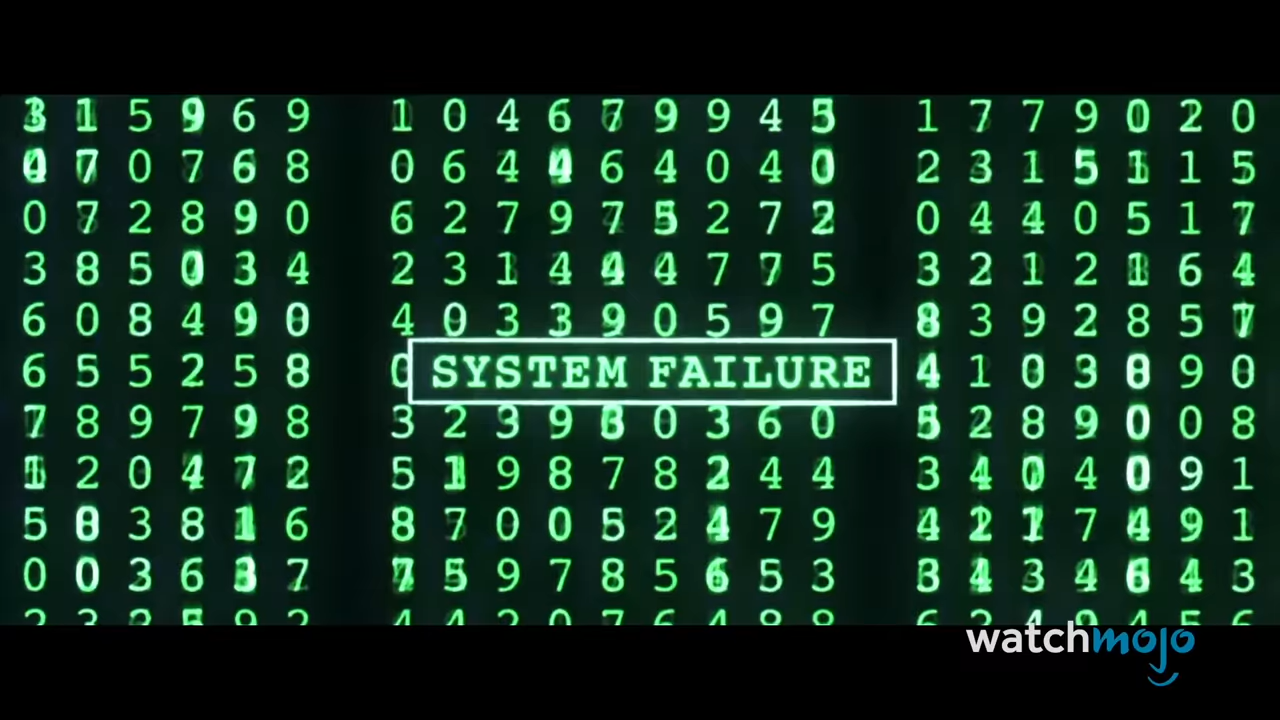 3 1 5 9 6 9 1 0 4 6 7 9 9 4 5 1 7 7 9 0 2 0
4 7 0 7 6 8 0 6 4 4 6 4 0 4 0 2 3 1 5 1 1 5
0 7 2 8 9 0 6 2 7 9 7 5 2 7 2 0 4 4 0 5 1 7
3 8 5 0 3 4 2 3 1 4 4 4 7 7 5 3 2 1 2 1 6 4
6 0 8 4 9 0 4 0 3 3 9 0 5 9 7 8 3 9 2 8 5 7
6 5 5 2 5 8 0 SYSTEM FAILURE 4 1 0 3 8 9 0
7 8 9 7 9 8 3 2 3 9 0 3 6 0 5 2 8 9 0 0 8
1 2 0 4 7 2 5 1 9 8 7 8 2 4 4 3 4 0 4 0 9 1
5 8 3 8 1 6 8 7 0 0 5 2 4 7 9 4 2 1 7 4 9 1
0 0 3 6 3 7 7 5 9 7 8 5 6 5 3 3 4 3 4 6 4 3
watchmojo